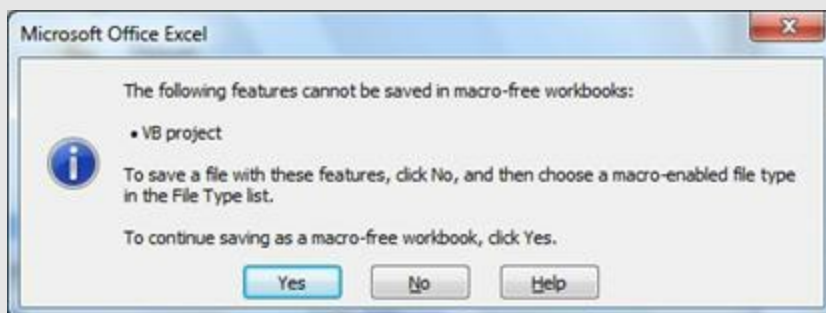 Microsoft Office Excel
The following features cannot be saved in macro-free workbooks:
• VB project
To save a file with these features, click No, and then choose a macro-enabled file type
in the File Type list.
To continue saving as a macro-free workbook, click Yes.
Yes No Help